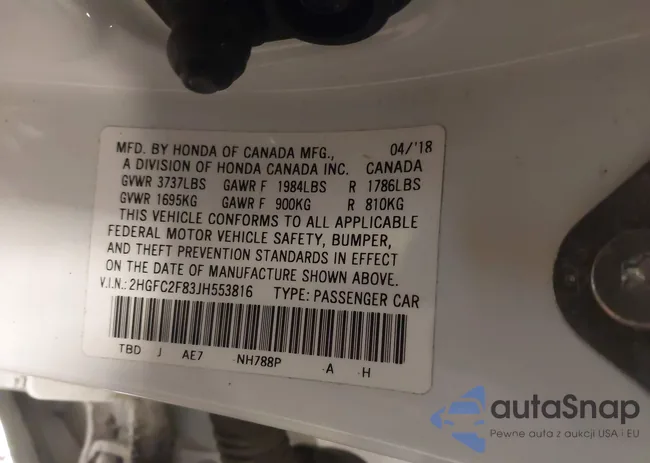 MFD. BY HONDA OF CANADA MFG., 04/'18
A DIVISION OF HONDA CANADA INC. CANADA
GVWR 3737LBS GAWR F 1984LBS R 1786LBS
GVWR 1695KG GAWR F 900KG R 810KG
THIS VEHICLE CONFORMS TO ALL APPLICABLE
FEDERAL MOTOR VEHICLE SAFETY, BUMPER,
AND THEFT PREVENTION STANDARDS IN EFFECT
ON THE DATE OF MANUFACTURE SHOWN ABOVE.
V.I.N.: 2HGFC2F83JH553816 TYPE: PASSENGER CAR
TBD J AE7 -NH788P -A -H
autaSnap
Pewne auta z aukcji USA i EU